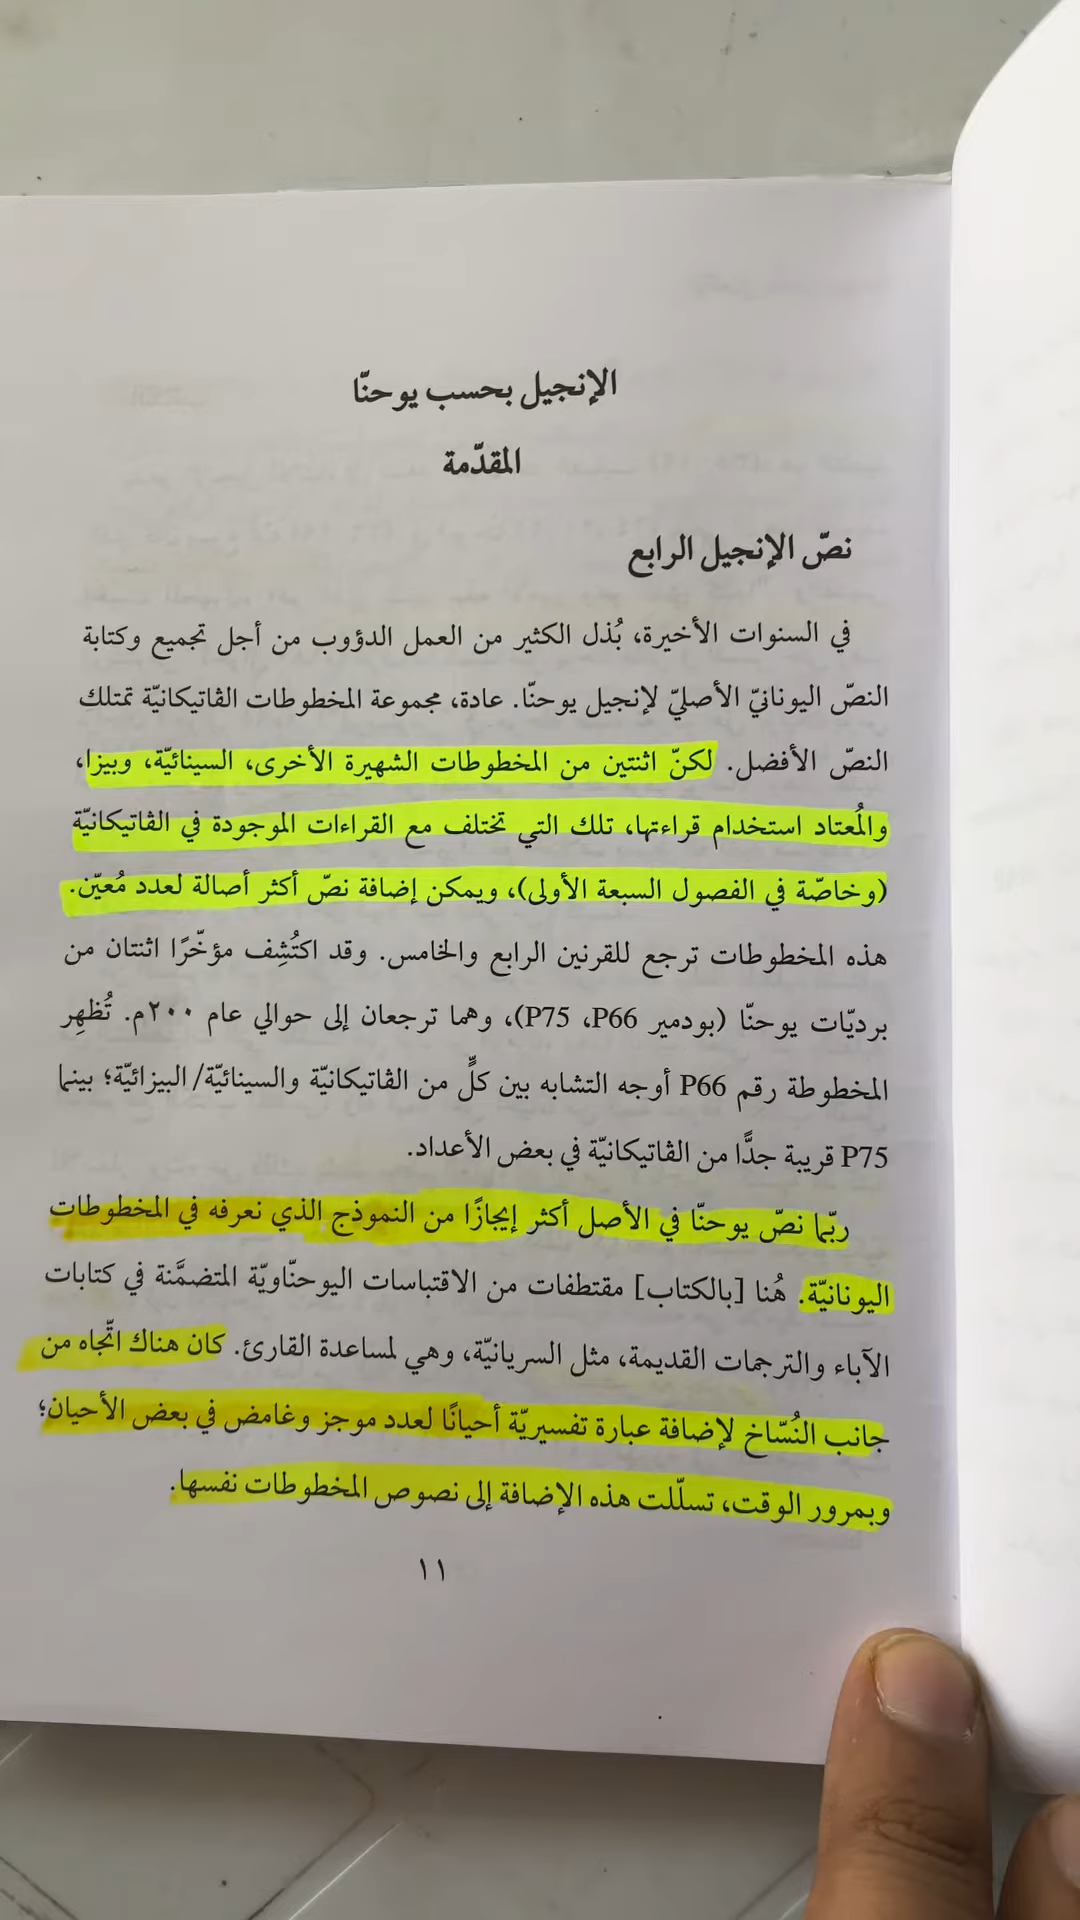 الإنجيل بحسب يوحنّا
المقدّمة
نصّ الإنجيل الرابع
في السنوات الأخيرة، بُذل الكثير من العمل الدؤوب من أجل تجميع وكتابة
النصّ اليونانيّ الأصليّ لإنجيل يوحنّا. عادة، مجموعة المخطوطات الڤاتيكانيّة تمتلك
النصّ الأفضل. لكنّ اثنتين من المخطوطات الشهيرة الأخرى، السينائيّة، وبيزا،
والمُعتاد استخدام قراءتها، تلك التي تختلف مع القراءات الموجودة في الڤاتيكانيّة
(وخاصّة في الفصول السبعة الأولى)، ويمكن إضافة نصّ أكثر أصالة لعدد مُعيّن.
هذه المخطوطات ترجع للقرنين الرابع والخامس. وقد اكتُشِف مؤخّرًا اثنتان من
برديّات يوحنّا (بودمير P66، P75)، وهما ترجعان إلى حوالي عام ٢٠٠م. تُظهِر
المخطوطة رقم P66 أوجه التشابه بين كلٍّ من الڤاتيكانيّة والسينائيّة/ البيزائيّة؛ بينما
P75 قريبة جدًّا من الڤاتيكانيّة في بعض الأعداد.
ربّما نصّ يوحنّا في الأصل أكثر إيجازًا من النموذج الذي نعرفه في المخطوطات
اليونانيّة. هُنا [بالكتاب] مقتطفات من الاقتباسات اليوحنّاويّة المتضمَّنة في كتابات
الآباء والترجمات القديمة، مثل السريانيّة، وهي لمساعدة القارئ. كان هناك اتّجاه من
جانب النُسّاخ لإضافة عبارة تفسيريّة أحيانًا لعدد موجز وغامض في بعض الأحيان؛
وبمرور الوقت، تسلّلت هذه الإضافة إلى نصوص المخطوطات نفسها.
١١